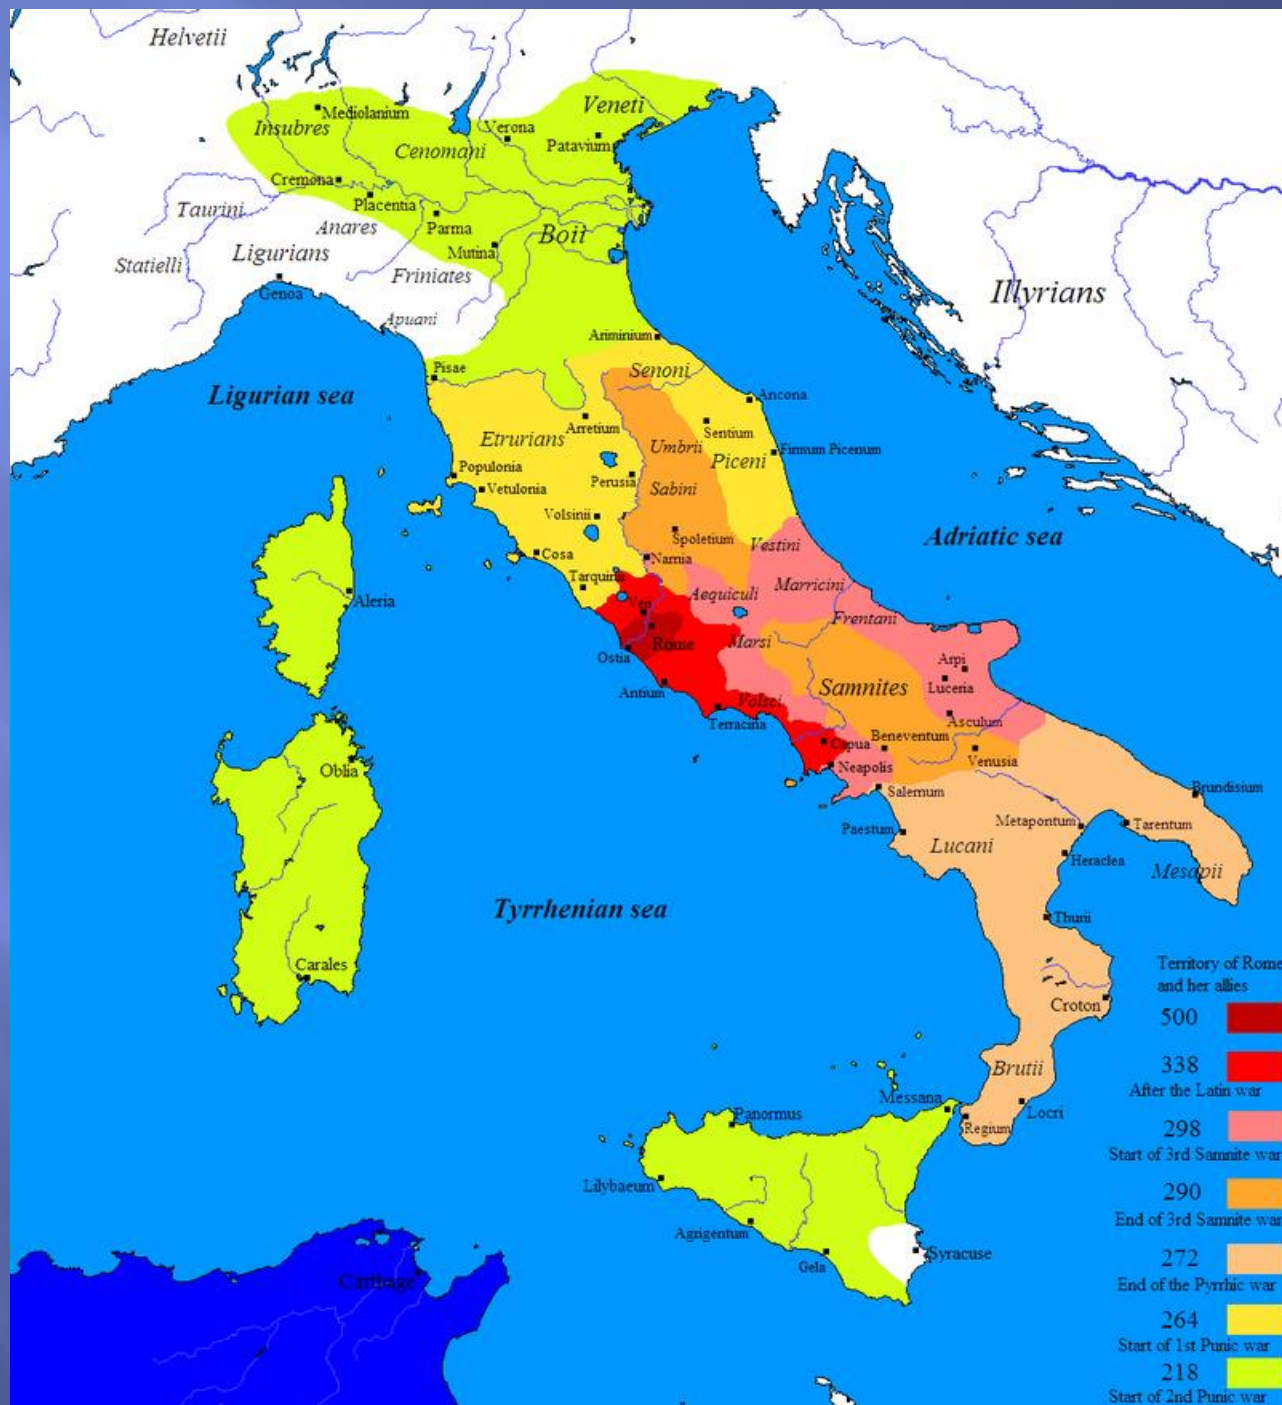 Helvetii
Veneti
Mediolanium
Insubres
Verona
Patavium
Cenomani
Cremona
Placentia
Taurini
Anares
Parma
Boii
Ligurians
Mutina
Statielli
Friniates
Genoa
Illyrians
Apuani
Ariminium
Pisae
Senoni
Ligurian sea
Ancona
Arretium
Sentium
Etrurians
Umbrii
Firmum Picenum
Piceni
Populonia
Perusia
Vetulonia
Sabini
Volsinii
Spoletium
Adriatic sea
Vestini
Cosa
Narnia
Tarquinii
Marricini
Aequiculi
Aleria
Veii
Frentani
Rome
Marsi
Ostia
Arpi
Luceria
Samnites
Antium
Volsci
Terracina
Asculum
Beneventum
Capua
Venusia
Neapolis
Oblia
Salernum
Brundisium
Paestum
Metapontum
Tarentum
Lucani
Heraclea
Mesapii
Tyrrhenian sea
Thurii
Carales
Territory of Rome
and her allies
Croton
500
338
Brutii
After the Latin war
Messana
Locri
Panormus
Regium
298
Start of 3rd Samnite war
Lilybaeum
290
End of 3rd Samnite war
Agrigentum
Syracuse
Gela
272
Carthage
End of the Pyrrhic war
264
Start of 1st Punic war
218
Start of 2nd Punic war